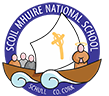 SCOIL MHUIRE NATIONAL SCHOOL
SCHULL CO. CORK